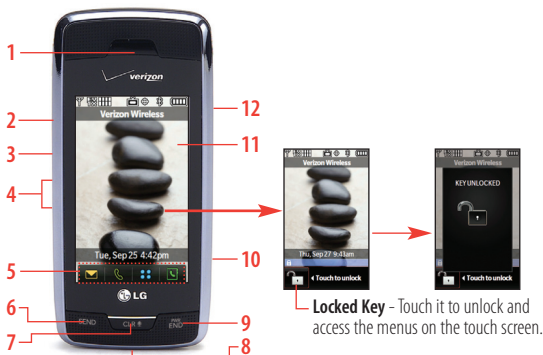 1
verizon
2
12
Verizon Wireless
11
3
4
Verizon Wireless
Verizon Wireless
KEY UNLOCKED
Tue, Sep 25 4:42pm
10
Thu, Sep 27 9:41am
5
Touch to unlock
Touch to unlock
LG
6
SEND
CLR
PWR
END
9
7
8
Locked Key – Touch it to unlock and
access the menus on the touch screen.